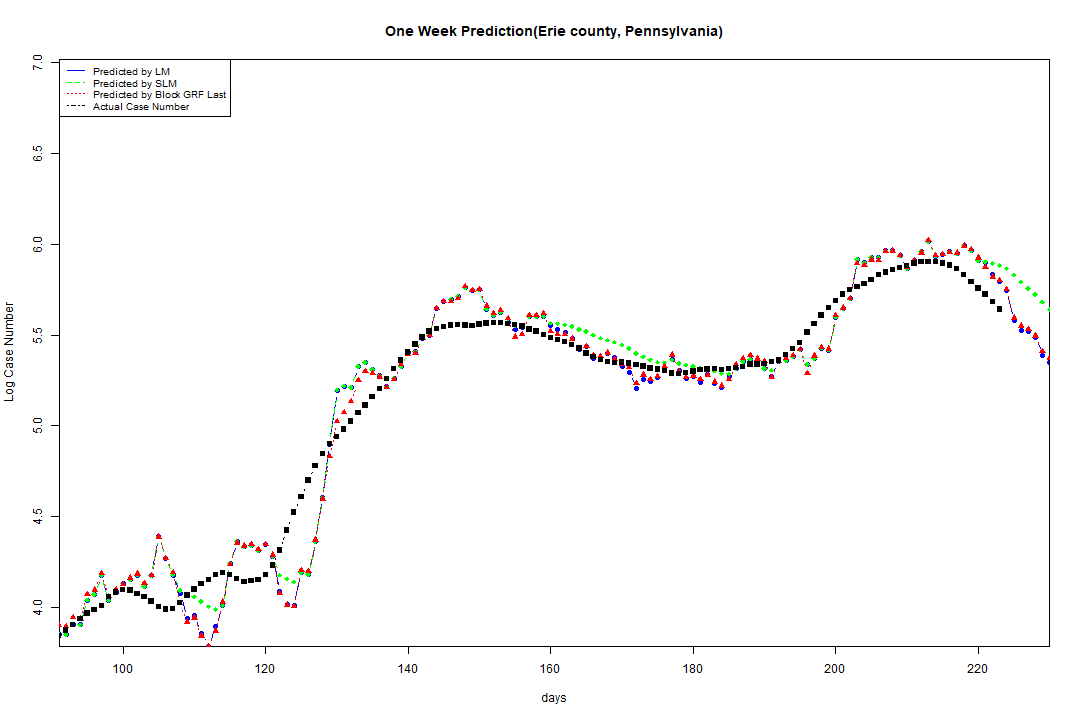 One Week Prediction(Erie county, Pennsylvania)
Predicted by LM
Predicted by SLM
Predicted by Block GRF Last
Actual Case Number
Log Case Number
7.0
6.5
6.0
5.5
5.0
4.5
4.0
100 120 140 160 180 200 220
days